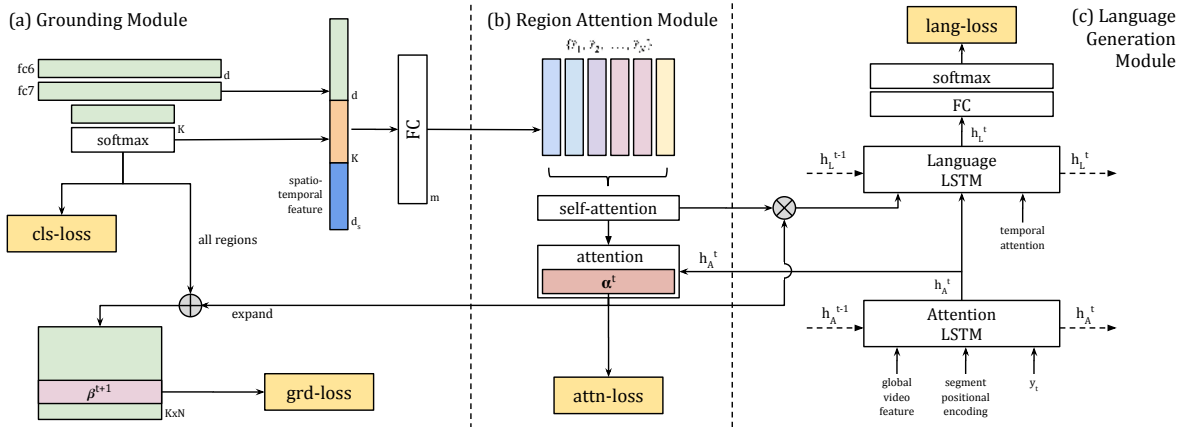 (a) Grounding Module
fc6
d
fc7
d
K
softmax
K
spatio-
temporal
feature
d_s
FC
m
cls-loss
all regions
expand
β^{t+1}
KxN
grd-loss
(b) Region Attention Module
self-attention
attention
h_A^t
α^t
attn-loss
(c) Language
Generation
Module
lang-loss
softmax
FC
h_L^t
h_L^{t-1}
Language
LSTM
h_L^t
temporal
attention
h_A^t
h_A^{t-1}
Attention
LSTM
h_A^t
global
video
feature
segment
positional
encoding
y_t